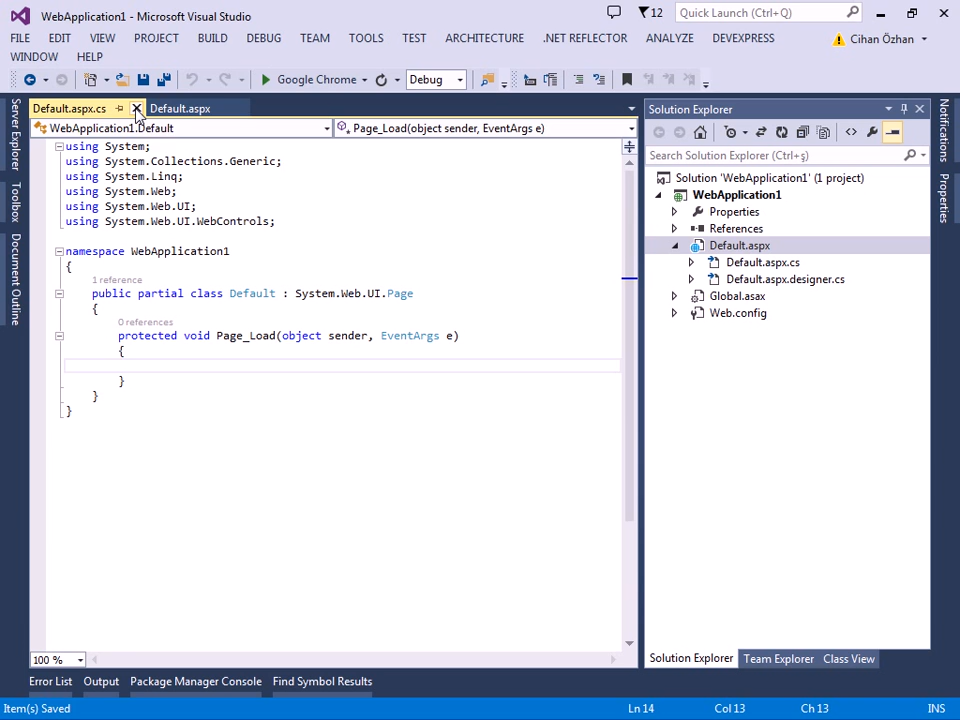 WebApplication1 - Microsoft Visual Studio
12
Quick Launch (Ctrl+Q)
FILE EDIT VIEW PROJECT BUILD DEBUG TEAM TOOLS TEST ARCHITECTURE .NET REFLECTOR ANALYZE DEVEXPRESS
Cihan Özhan
WINDOW HELP
Google Chrome
Debug
Server Explorer
Toolbox
Document Outline
Default.aspx.cs
Default.aspx
WebApplication1.Default
Page_Load(object sender, EventArgs e)
using System;
using System.Collections.Generic;
using System.Linq;
using System.Web;
using System.Web.UI;
using System.Web.UI.WebControls;
namespace WebApplication1
{
1 reference
public partial class Default : System.Web.UI.Page
{
0 references
protected void Page_Load(object sender, EventArgs e)
{
}
}
}
100 %
Solution Explorer
Search Solution Explorer (Ctrl+ş)
Solution 'WebApplication1' (1 project)
WebApplication1
Properties
References
Default.aspx
Default.aspx.cs
Default.aspx.designer.cs
Global.asax
Web.config
Solution Explorer Team Explorer Class View
Notifications
Properties
Error List Output Package Manager Console Find Symbol Results
Item(s) Saved
Ln 14 Col 13 Ch 13 INS